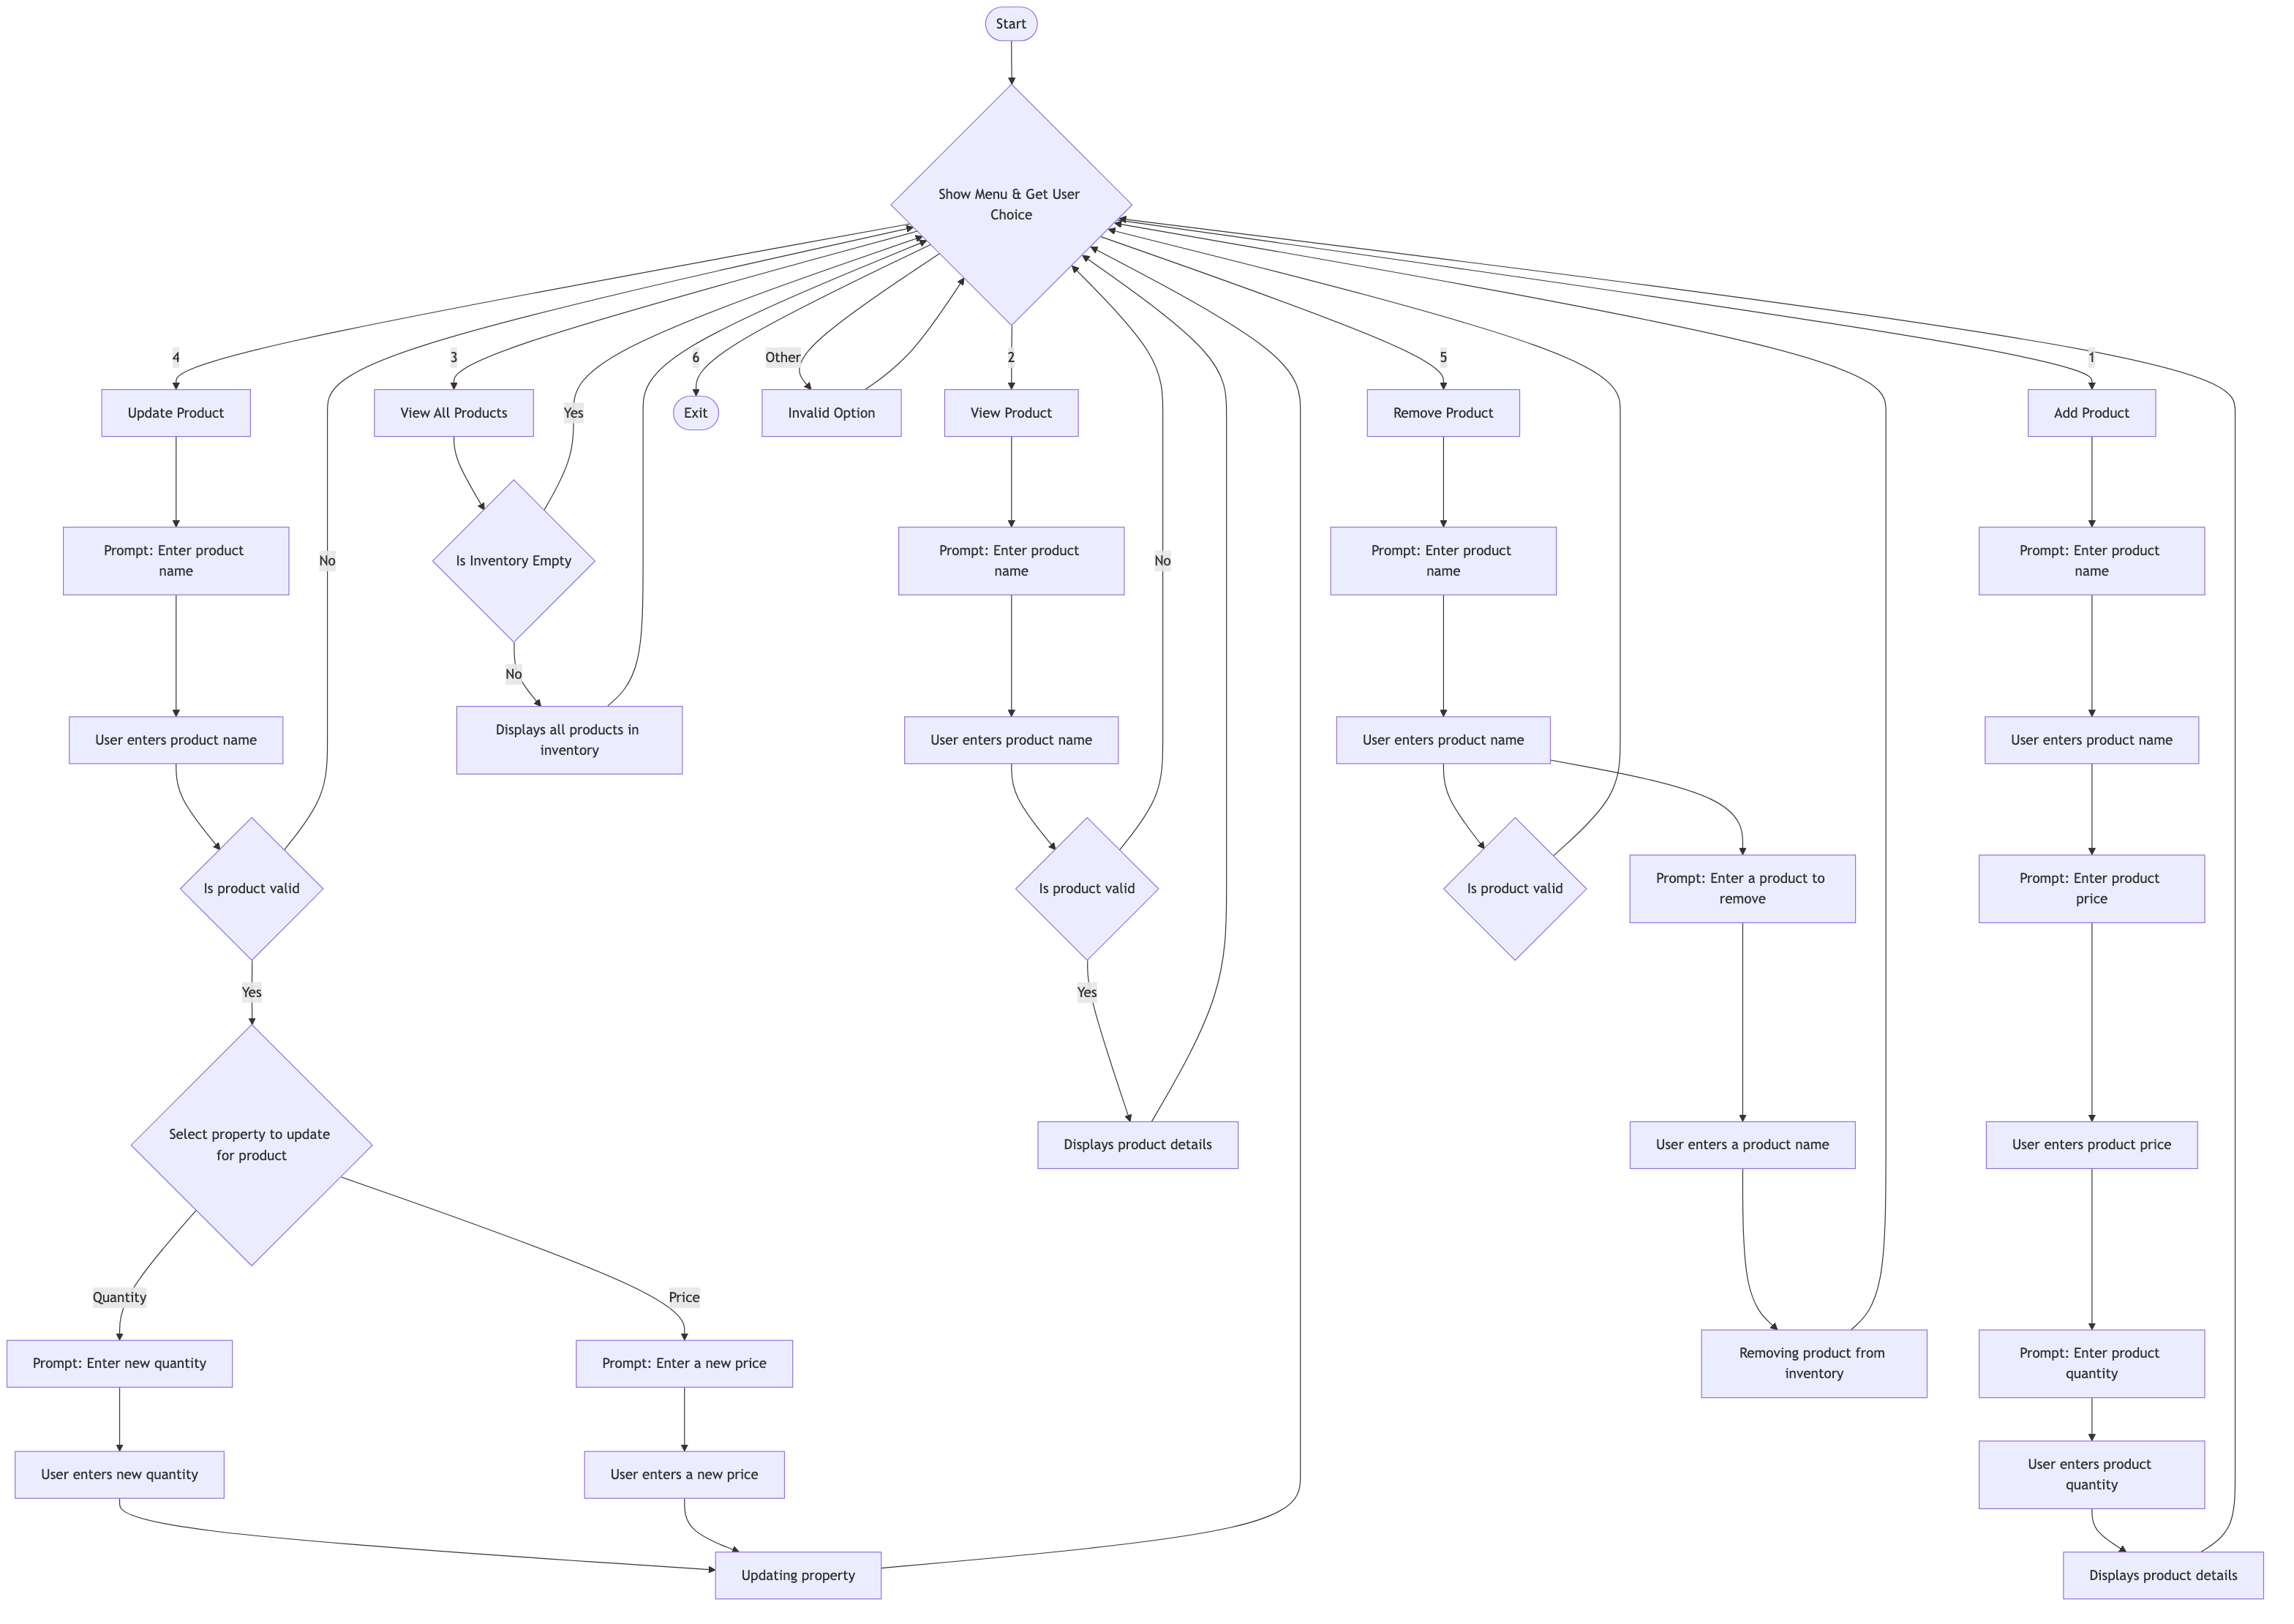 Start
Show Menu & Get User
Choice
4
3
6
Other
2
5
1
Update Product
View All Products
Yes
Exit
Invalid Option
View Product
Remove Product
Add Product
Prompt: Enter product
name
No
Is Inventory Empty
Prompt: Enter product
name
No
Prompt: Enter product
name
Prompt: Enter product
name
No
User enters product name
Displays all products in
inventory
User enters product name
User enters product name
User enters product name
Is product valid
Is product valid
Is product valid
Prompt: Enter a product to
remove
Prompt: Enter product
price
Yes
Yes
Select property to update
for product
Displays product details
User enters a product name
User enters product price
Quantity
Price
Prompt: Enter new quantity
Prompt: Enter a new price
Removing product from
inventory
Prompt: Enter product
quantity
User enters new quantity
User enters a new price
User enters product
quantity
Updating property
Displays product details